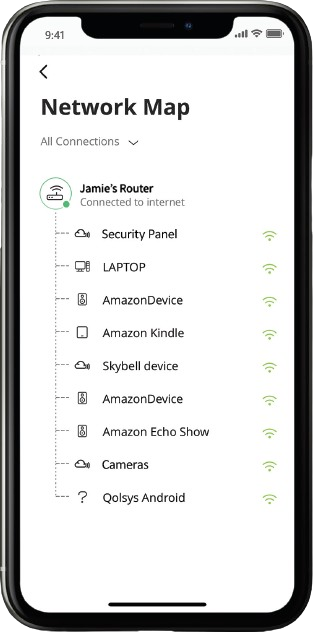 9:41
Network Map
All Connections
Jamie's Router
Connected to internet
Security Panel
LAPTOP
AmazonDevice
Amazon Kindle
Skybell device
AmazonDevice
Amazon Echo Show
Cameras
Qolsys Android